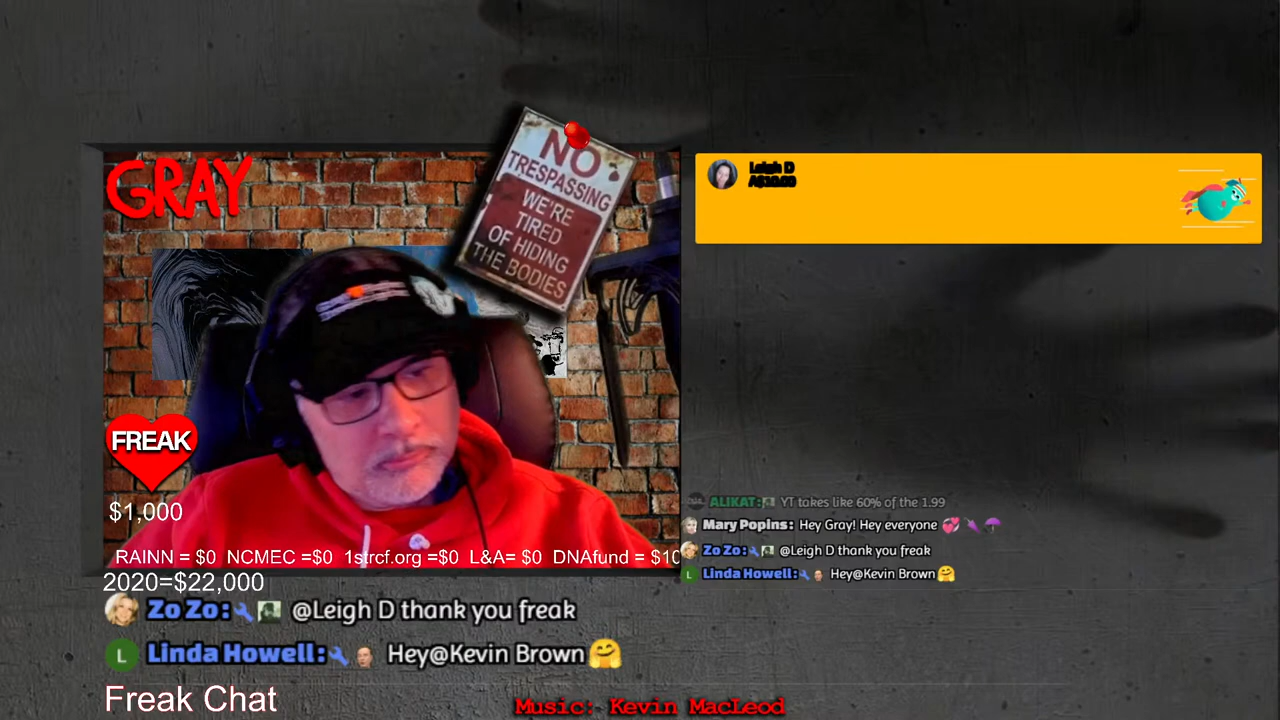 GRAY
NO
TRESPASSING
WE'RE
TIRED
OF HIDING
THE BODIES
Leigh D
FREAK
$1,000
RAINN = $0 NCMEC =$0 1strcf.org =$0 L&A= $0 DNAfund = $10
2020=$22,000
ALIKAT: YT takes like 60% of the 1.99
Mary Popins: Hey Gray! Hey everyone 💞🌂☂️
Zo Zo:🔧 @Leigh D thank you freak
L Linda Howell:🔧 Hey@Kevin Brown🤗
Zo Zo:🔧 @Leigh D thank you freak
L Linda Howell:🔧 Hey@Kevin Brown🤗
Freak Chat
Music: Kevin MacLeod